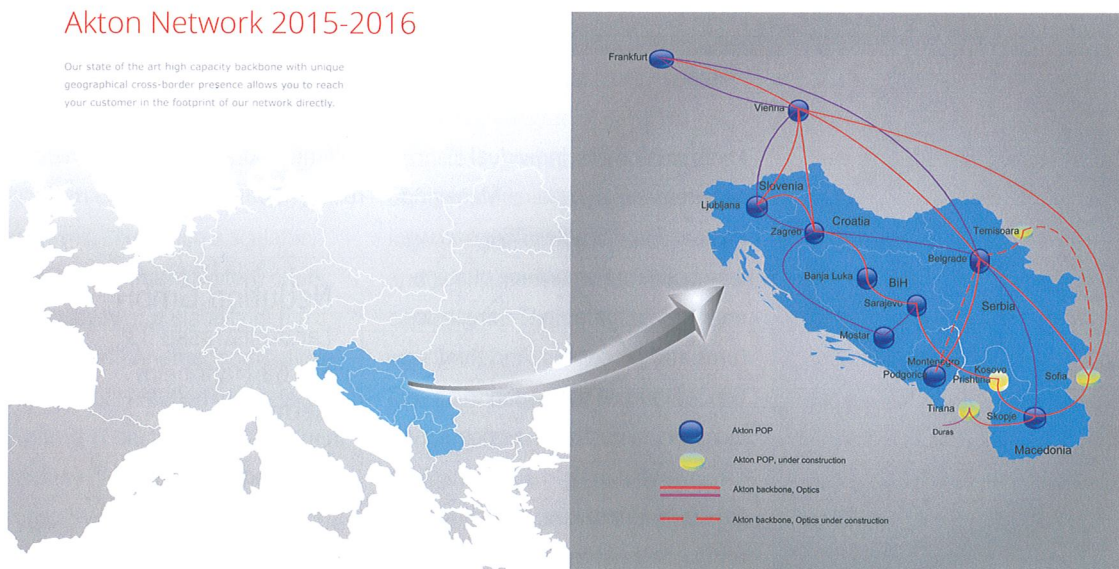 Akton Network 2015-2016
Our state of the art high capacity backbone with unique
geographical cross-border presence allows you to reach
your customer in the footprint of our network directly.
Frankfurt
Vienna
Slovenia
Ljubljana
Croatia
Zagreb
Temisoara
Belgrade
Banja Luka
BiH
Sarajevo
Serbia
Mostar
Montenegro
Kosovo
Podgorica
Prishtina
Sofia
Tirana
Skopje
Duras
Macedonia
Akton POP
Akton POP, under construction
Akton backbone, Optics
Akton backbone, Optics under construction